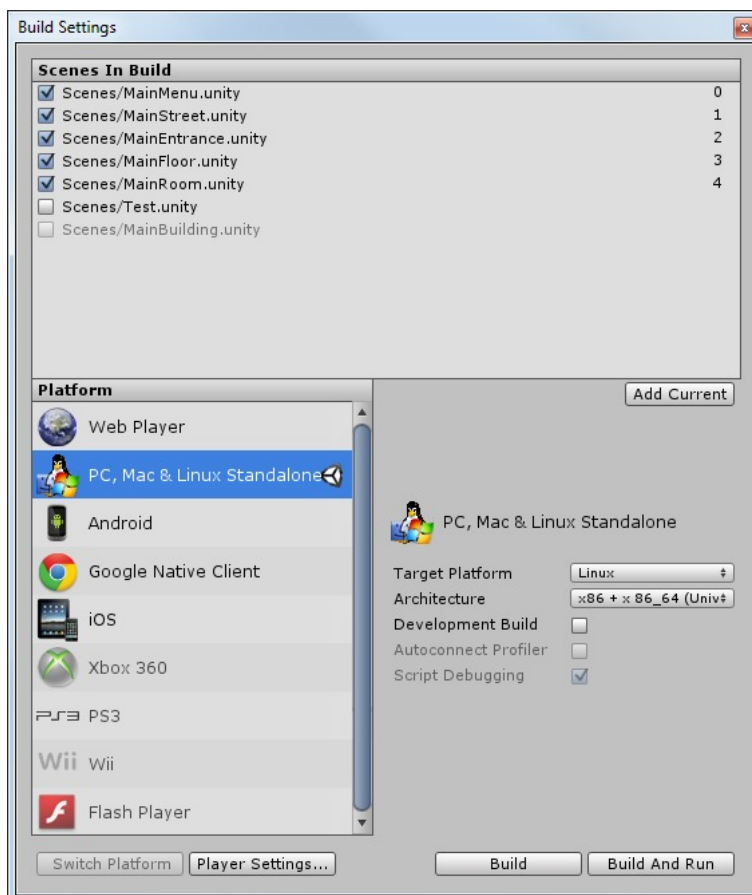 Build Settings
Scenes In Build
Scenes/MainMenu.unity 0
Scenes/MainStreet.unity 1
Scenes/MainEntrance.unity 2
Scenes/MainFloor.unity 3
Scenes/MainRoom.unity 4
Scenes/Test.unity
Scenes/MainBuilding.unity
Platform
Add Current
Web Player
PC, Mac & Linux Standalone
Android
Google Native Client
iOS
Xbox 360
PS3 PS3
Wii Wii
Flash Player
PC, Mac & Linux Standalone
Target Platform Linux
Architecture x86 + x 86_64 (Univ
Development Build
Autoconnect Profiler
Script Debugging
Switch Platform Player Settings... Build Build And Run